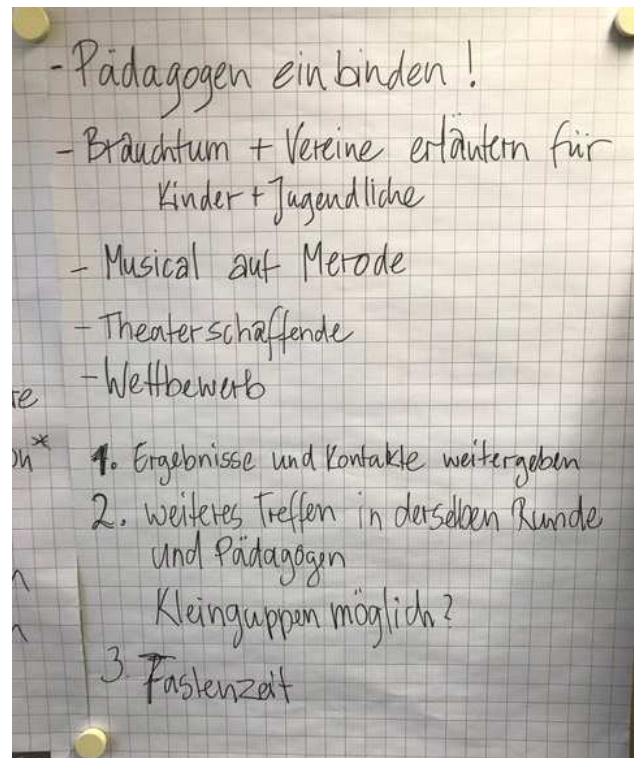 - Pädagogen einbinden!
- Brauchtum + Vereine erläutern für
Kinder + Jugendliche
- Musical auf Merode
- Theaterschaffende
- Wettbewerb
1. Ergebnisse und Kontakte weitergeben
2. weiteres Treffen in derselben Runde
und Pädagogen
Kleinguppen möglich?
3. Fastenzeit